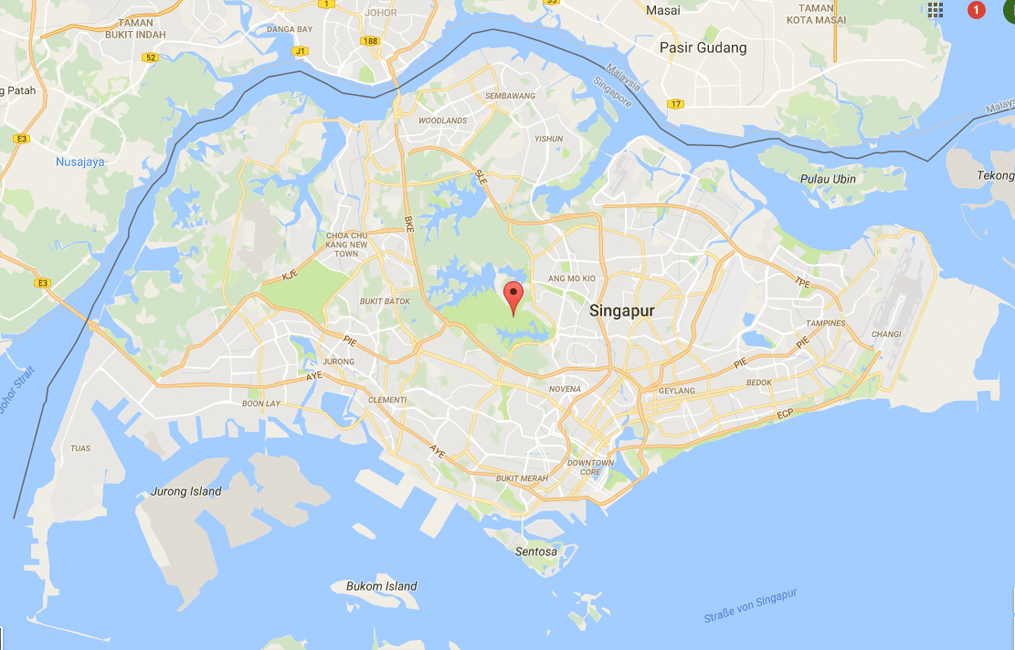 TAMAN
BUKIT INDAH
JOHOR
1
DANGA BAY
J1
188
52
Masai
TAMAN
KOTA MASAI
1
Pasir Gudang
Malaysia
Singapore
17
E3
Nusajaya
SEMBAWANG
WOODLANDS
YISHUN
SLE
Pulau Ubin
BKE
CHOA CHU
KANG NEW
TOWN
KJE
E3
ANG MO KIO
TPE
BUKIT BATOK
Singapur
TAMPINES
CHANGI
PIE
PIE
PIE
JURONG
AYE
NOVENA
GEYLANG
BEDOK
CLEMENTI
BOON LAY
ECP
Johor Strait
TUAS
AYE
DOWNTOWN
CORE
BUKIT MERAH
Jurong Island
Sentosa
Bukom Island
Straße von Singapur